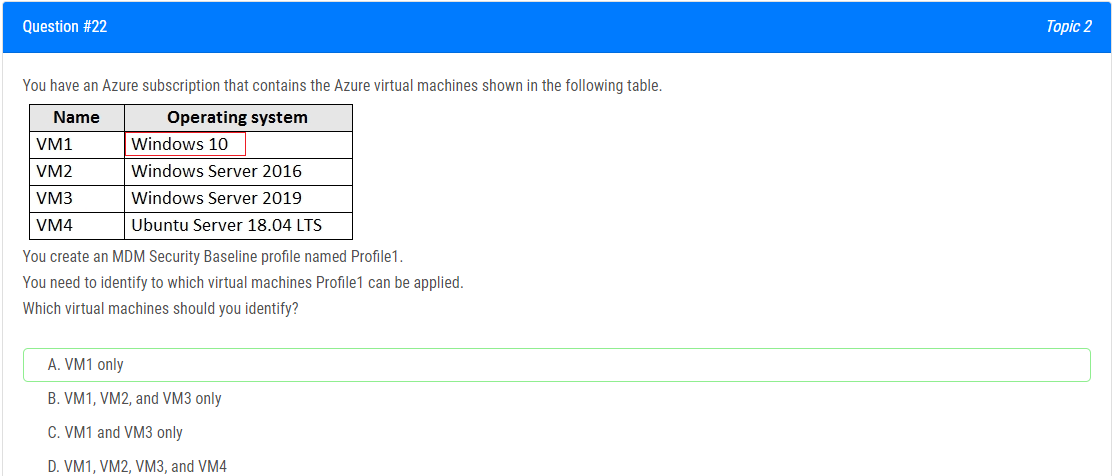 Question #22
Topic 2
You have an Azure subscription that contains the Azure virtual machines shown in the following table.
Name Operating system
VM1 Windows 10
VM2 Windows Server 2016
VM3 Windows Server 2019
VM4 Ubuntu Server 18.04 LTS
You create an MDM Security Baseline profile named Profile1.
You need to identify to which virtual machines Profile1 can be applied.
Which virtual machines should you identify?
A. VM1 only
B. VM1, VM2, and VM3 only
C. VM1 and VM3 only
D. VM1, VM2, VM3, and VM4